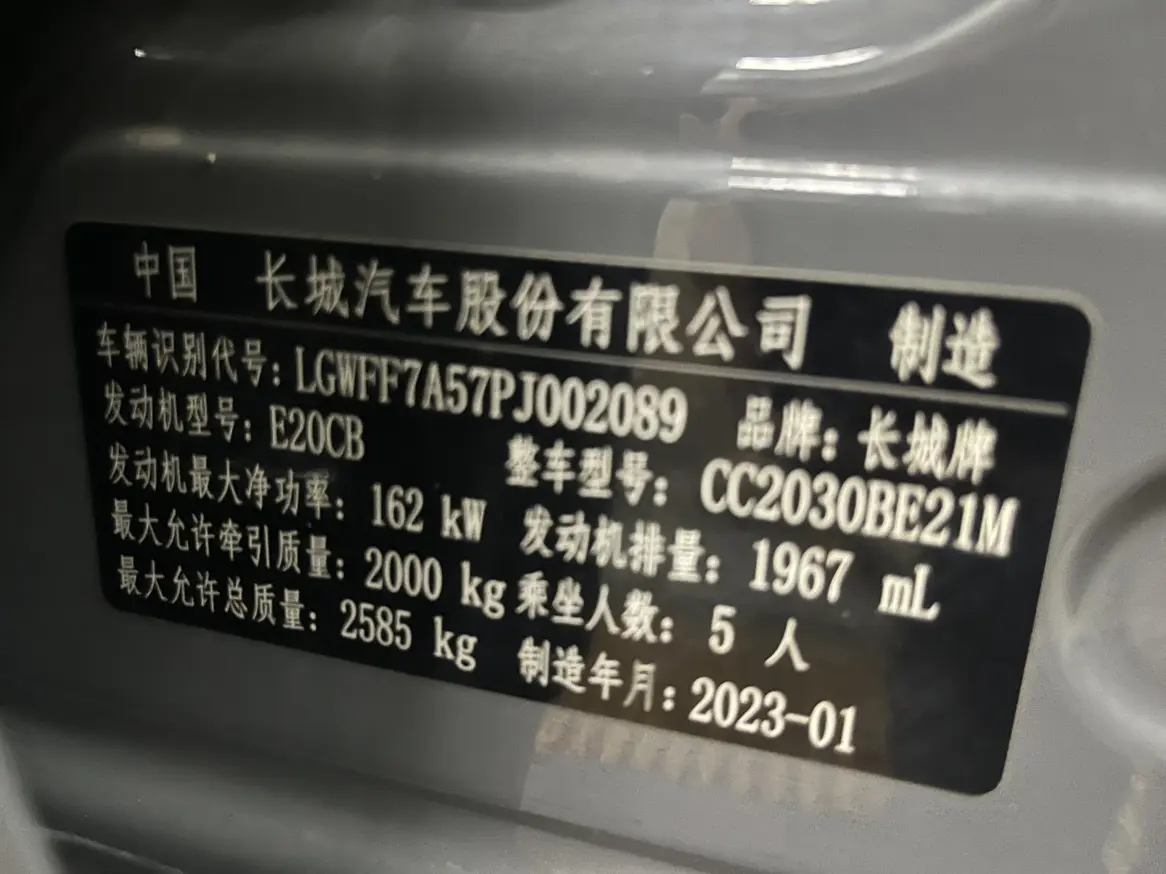 中国 长城汽车股份有限公司 制造
车辆识别代号: LGWFF7A57PJ002089 品牌: 长城牌
发动机型号: E20CB 整车型号: CC2030BE21M
发动机最大净功率: 162 kW 发动机排量: 1967 mL
最大允许牵引质量: 2000 kg 乘坐人数: 5 人
最大允许总质量: 2585 kg 制造年月: 2023-01